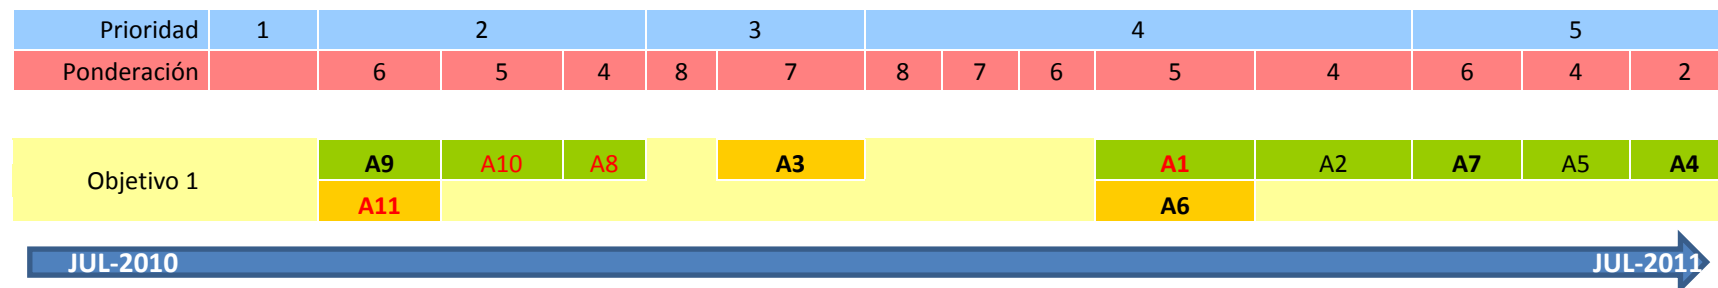 Prioridad 1 2 3 4 5
Ponderación 6 5 4 8 7 8 7 6 5 4 6 4 2
Objetivo 1 A9 A10 A8 A3 A1 A2 A7 A5 A4
A11 A6
JUL-2010 JUL-2011